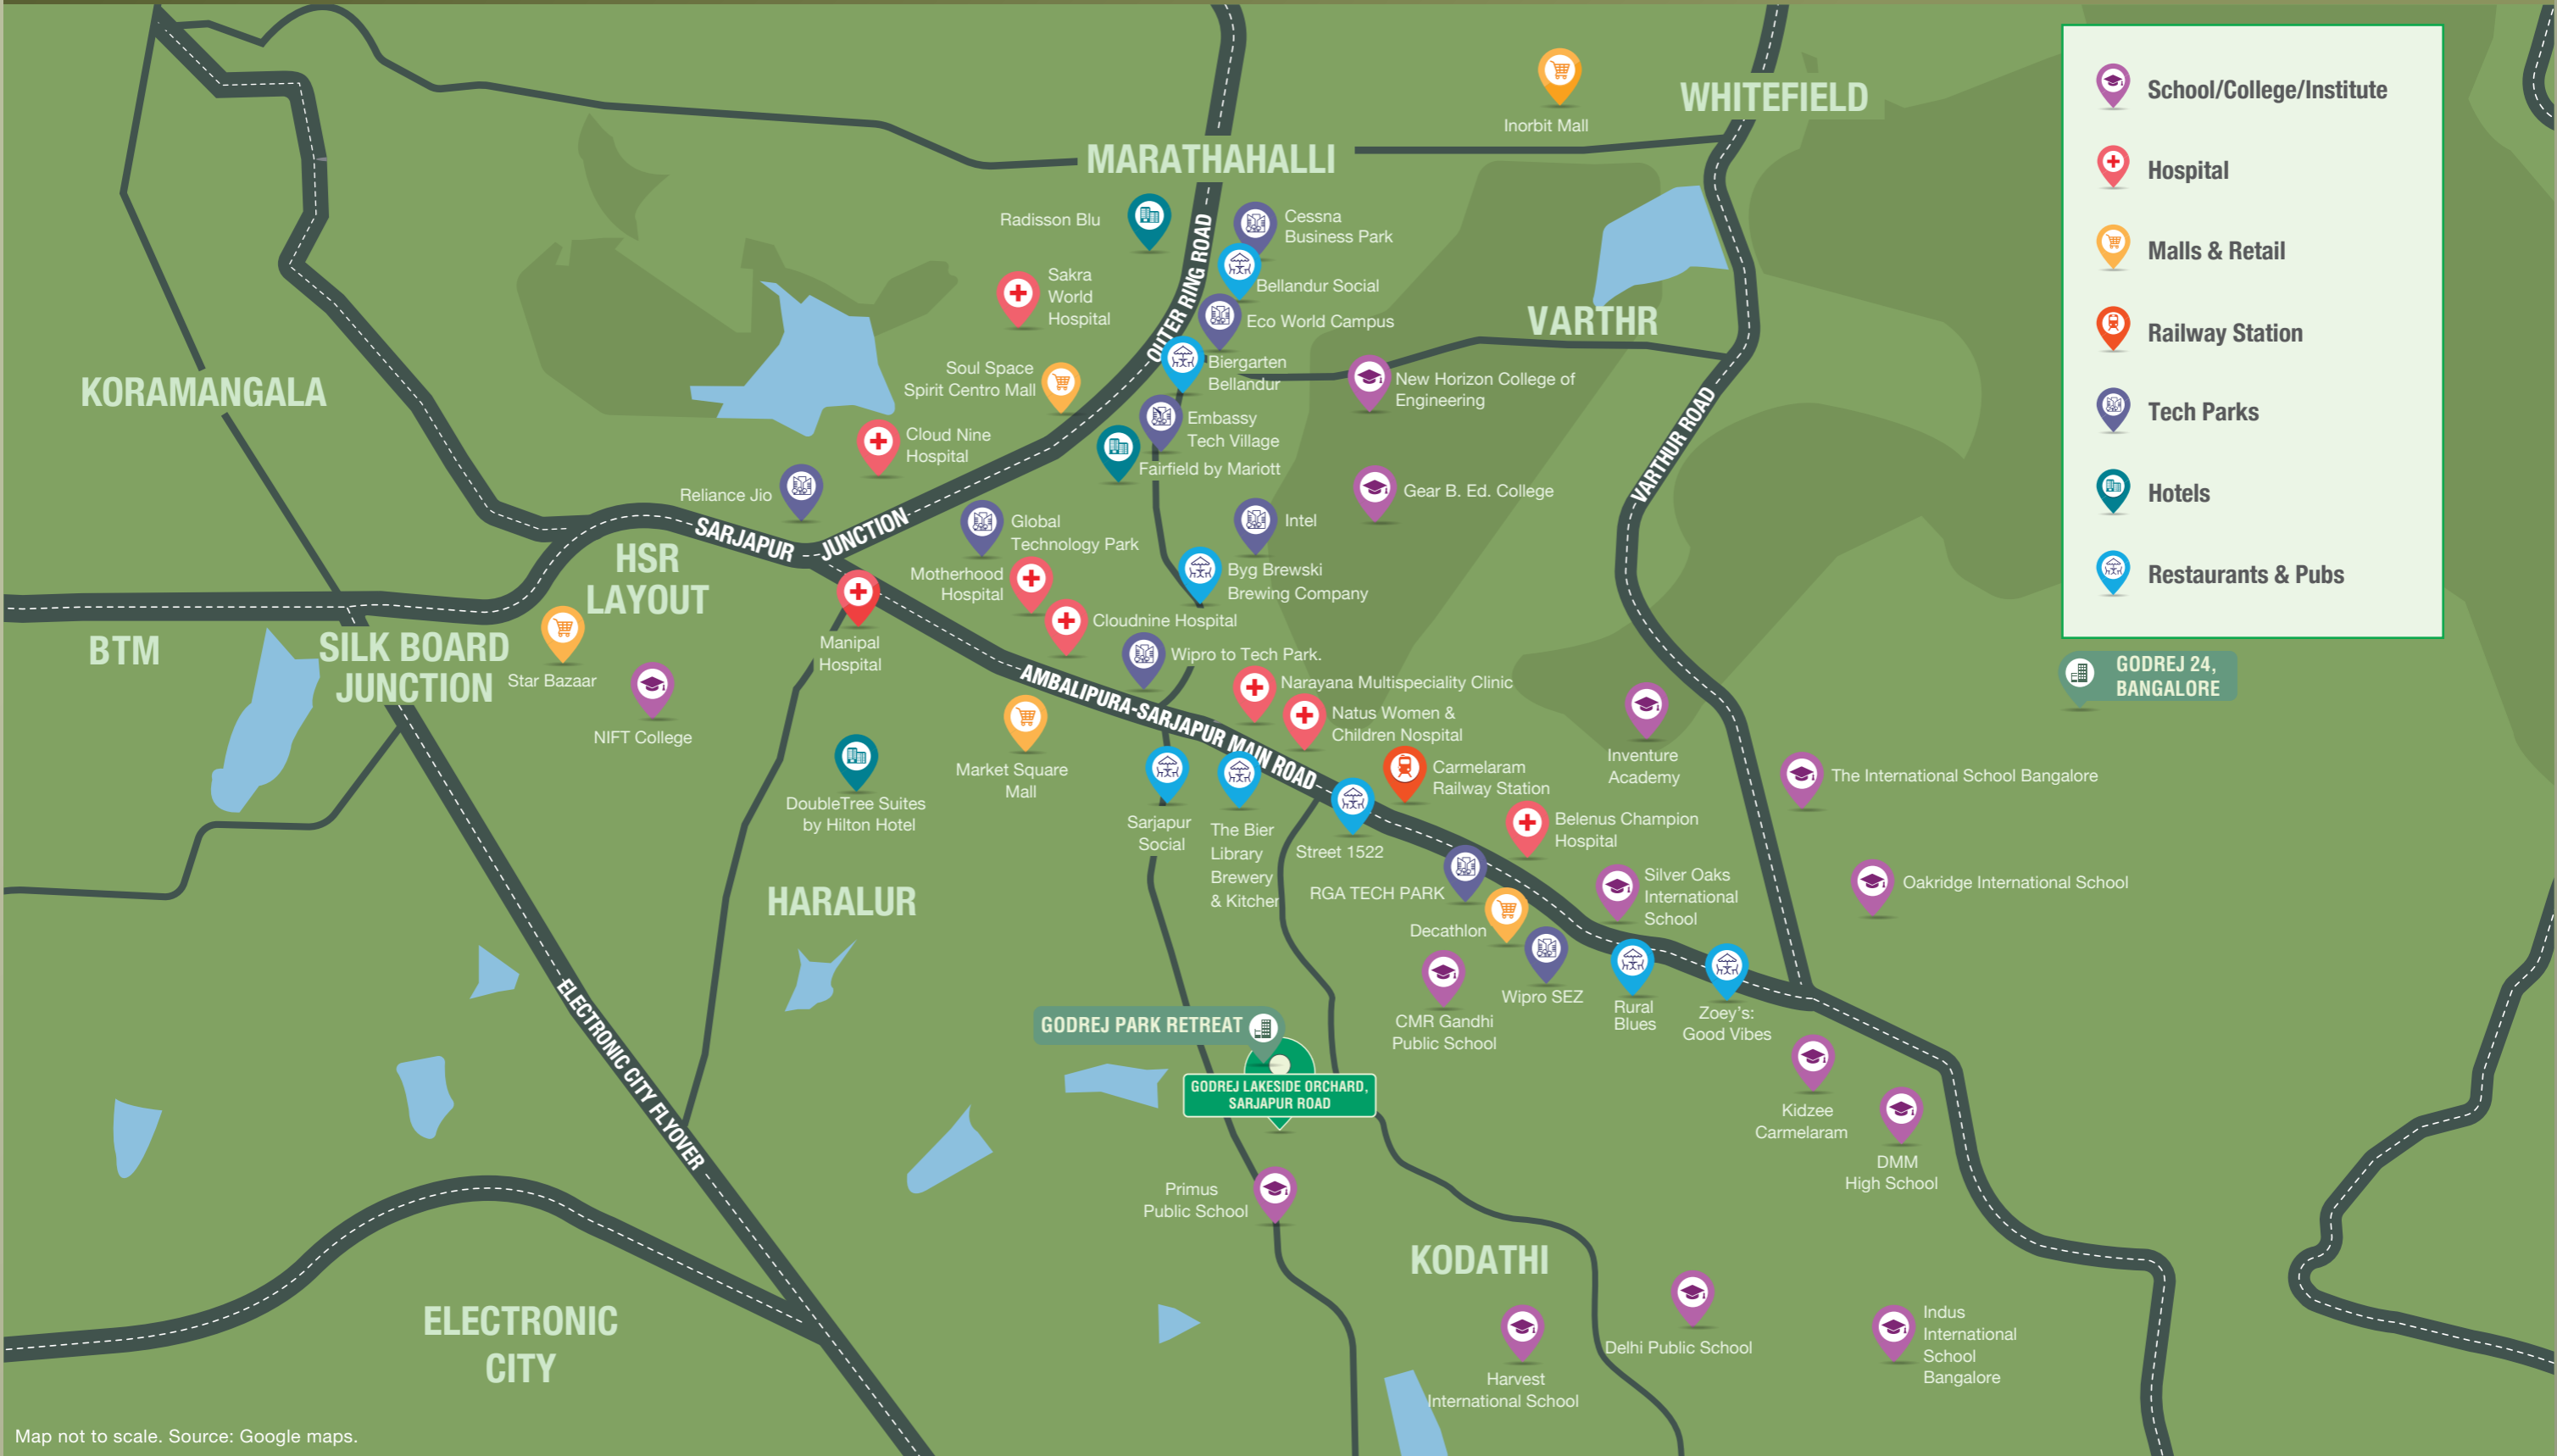 WHITEFIELD
Inorbit Mall
MARATHAHALLI
School/College/Institute
Hospital
Malls & Retail
Railway Station
Tech Parks
Hotels
Restaurants & Pubs
Radisson Blu
Cessna
Business Park
OUTER RING ROAD
Sakra
World
Hospital
Bellandur Social
Eco World Campus
VARTHR
Biergarten
Bellandur
Soul Space
Spirit Centro Mall
New Horizon College of
Engineering
KORAMANGALA
VARTHUR ROAD
Embassy
Tech Village
Cloud Nine
Hospital
Fairfield by Mariott
Reliance Jio
Gear B. Ed. College
SARJAPUR
JUNCTION
Global
Technology Park
Intel
HSR
LAYOUT
Motherhood
Hospital
Byg Brewski
Brewing Company
Cloudnine Hospital
Manipal
Hospital
BTM
SILK BOARD
JUNCTION
Star Bazaar
Wipro to Tech Park.
Narayana Multispeciality Clinic
AMBALIPURA-SARJAPUR MAIN ROAD
Natus Women &
Children Nospital
GODREJ 24,
BANGALORE
NIFT College
Market Square
Mall
Carmelaram
Railway Station
Inventure
Academy
The International School Bangalore
DoubleTree Suites
by Hilton Hotel
Sarjapur
Social
The Bier
Library
Brewery
& Kitcher
Street 1522
Belenus Champion
Hospital
HARALUR
RGA TECH PARK
Silver Oaks
International
School
Oakridge International School
Decathlon
Wipro SEZ
CMR Gandhi
Public School
Rural
Blues
Zoey's:
Good Vibes
ELECTRONIC CITY FLYOVER
GODREJ PARK RETREAT
GODREJ LAKESIDE ORCHARD,
SARJAPUR ROAD
Kidzee
Carmelaram
DMM
High School
Primus
Public School
KODATHI
ELECTRONIC
CITY
Delhi Public School
Harvest
International School
Indus
International
School
Bangalore
Map not to scale. Source: Google maps.